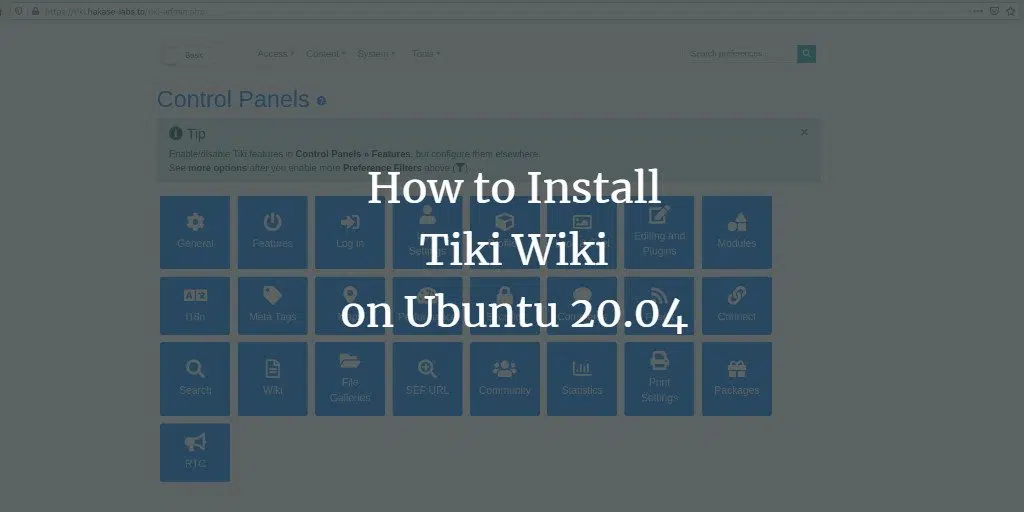 https://tiki.hakase-labs.to/tiki-admin.php
Basic
Access Content System Tools
Search preferences...
Control Panels
Tip
Enable/disable Tiki features in Control Panels » Features, but configure them elsewhere.
See more options after you enable more Preference Filters above ( ).
How to Install
Tiki Wiki
on Ubuntu 20.04
General Features Log in Settings Editing and Plugins Modules
i18n Meta Tags Connect
Search Wiki File Galleries SEF URL Community Statistics Print Settings Packages
RTC